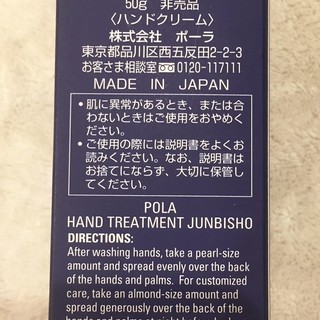 50g 非売品
〈ハンドクリーム〉
株式会社 ポーラ
東京都品川区西五反田2-2-3
お客さま相談室 0120-117111
MADE IN JAPAN
●肌に異常があるとき、または合
わないときはご使用をおやめく
ださい。
●ご使用の際には説明書をよくお
読みください。なお、説明書は
お捨てにならず、大切に保管し
てください。
POLA
HAND TREATMENT JUNBISHO
DIRECTIONS:
After washing hands, take a pearl-size
amount and spread evenly over the back
of the hands and palms. For customized
care, take an almond-size amount and
spread generously over the back of the
hands and palms at night before bed